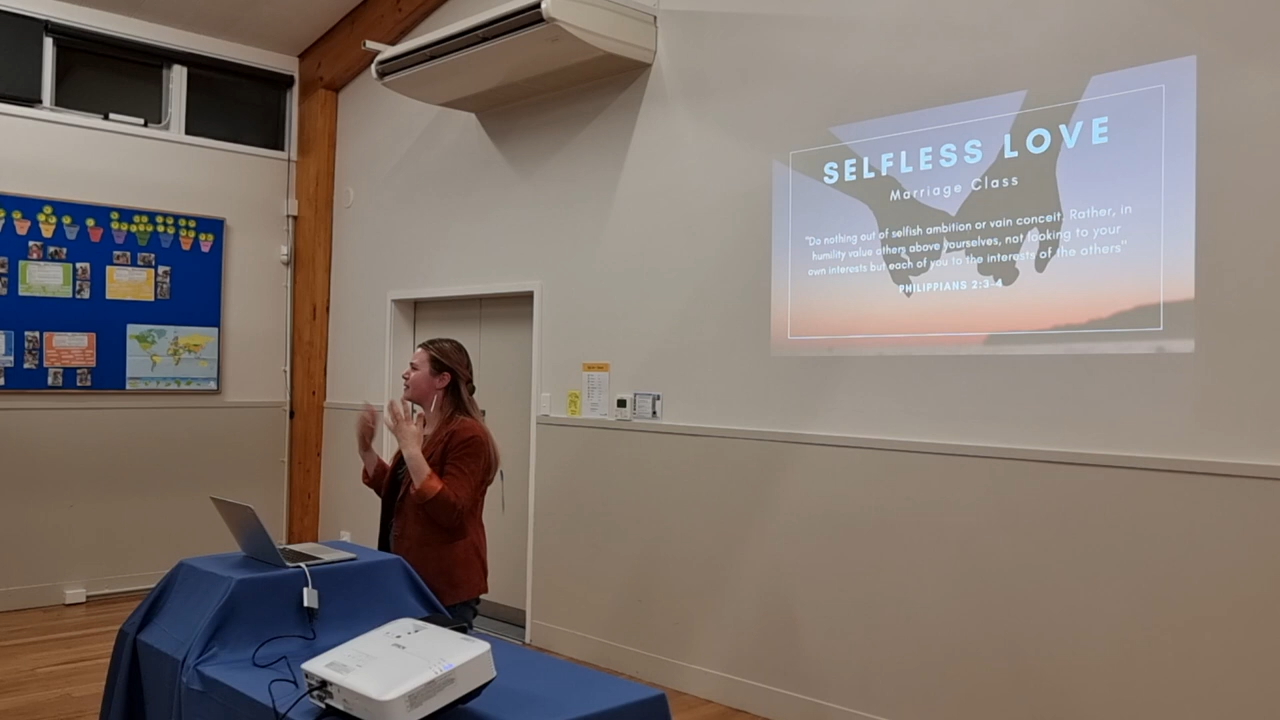 SELFLESS LOVE
Marriage Class
"Do nothing out of selfish ambition or vain conceit. Rather, in
humility value others above yourselves, not looking to your
own interests but each of you to the interests of the others"
PHILIPPIANS 2:3-4